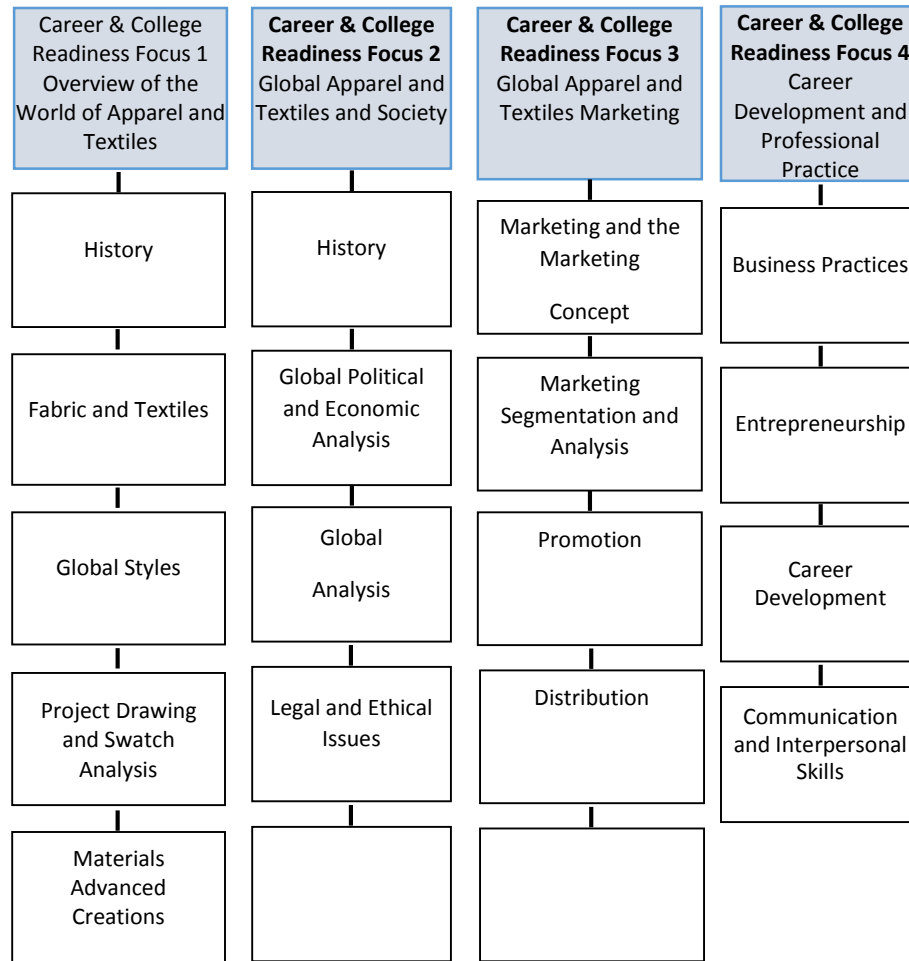 Career & College
Readiness Focus 1
Overview of the
World of Apparel and
Textiles
History
Fabric and Textiles
Global Styles
Project Drawing
and Swatch
Analysis
Materials
Advanced
Creations
Career & College
Readiness Focus 2
Global Apparel and
Textiles and Society
History
Global Political
and Economic
Analysis
Global
Analysis
Legal and Ethical
Issues
Career & College
Readiness Focus 3
Global Apparel and
Textiles Marketing
Marketing and the
Marketing
Concept
Marketing
Segmentation and
Analysis
Promotion
Distribution
Career & College
Readiness Focus 4
Career
Development and
Professional
Practice
Business Practices
Entrepreneurship
Career
Development
Communication
and Interpersonal
Skills